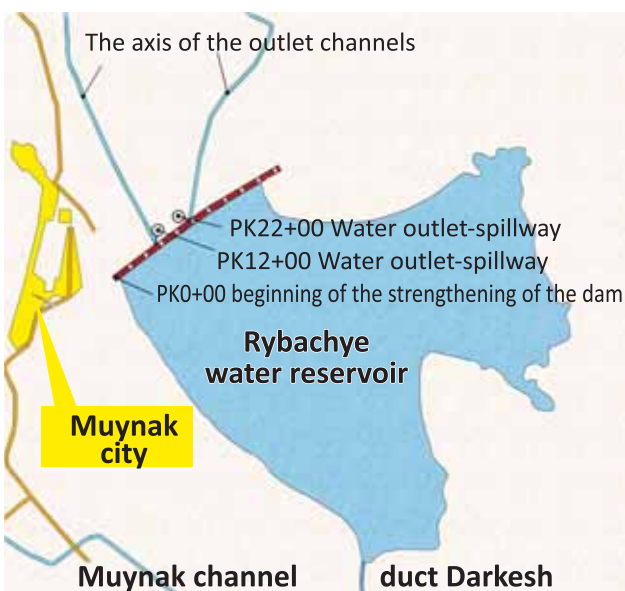 The axis of the outlet channels
PK22+00 Water outlet-spillway
PK12+00 Water outlet-spillway
PK0+00 beginning of the strengthening of the dam
Rybachye
water reservoir
Muynak
city
Muynak channel
duct Darkesh